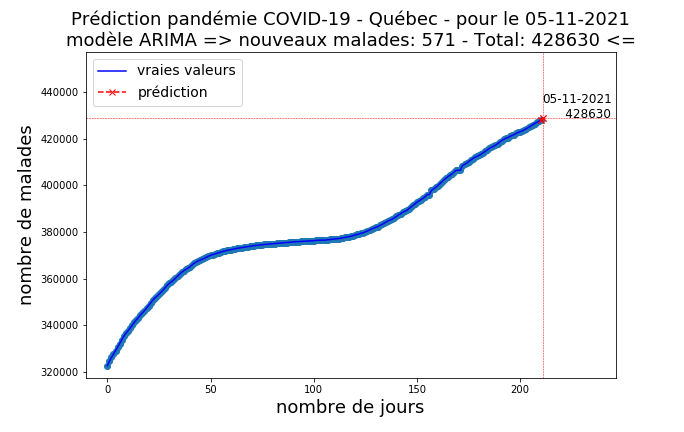 Prédiction pandémie COVID-19 - Québec - pour le 05-11-2021
modèle ARIMA => nouveaux malades: 571 - Total: 428630 <=
vraies valeurs
prédiction
05-11-2021
428630
nombre de malades
440000
420000
400000
380000
360000
340000
320000
0 50 100 150 200
nombre de jours